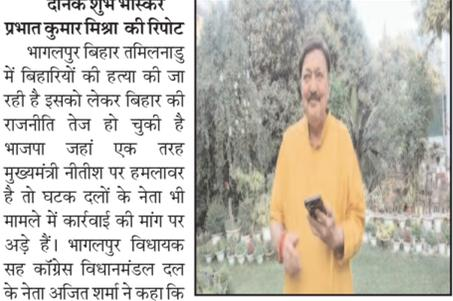 दैनिक शुभ भास्कर
प्रभात कुमार मिश्रा की रिपोट
भागलपुर बिहार तमिलनाडु
में बिहारियों की हत्या की जा
रही है इसको लेकर बिहार की
राजनीति तेज हो चुकी है
भाजपा जहां एक तरह
मुख्यमंत्री नीतीश पर हमलावर
है तो घटक दलों के नेता भी
मामले में कार्रवाई की मांग पर
अड़े हैं। भागलपुर विधायक
सह कॉंग्रेस विधानमंडल दल
के नेता अजित शर्मा ने कहा कि